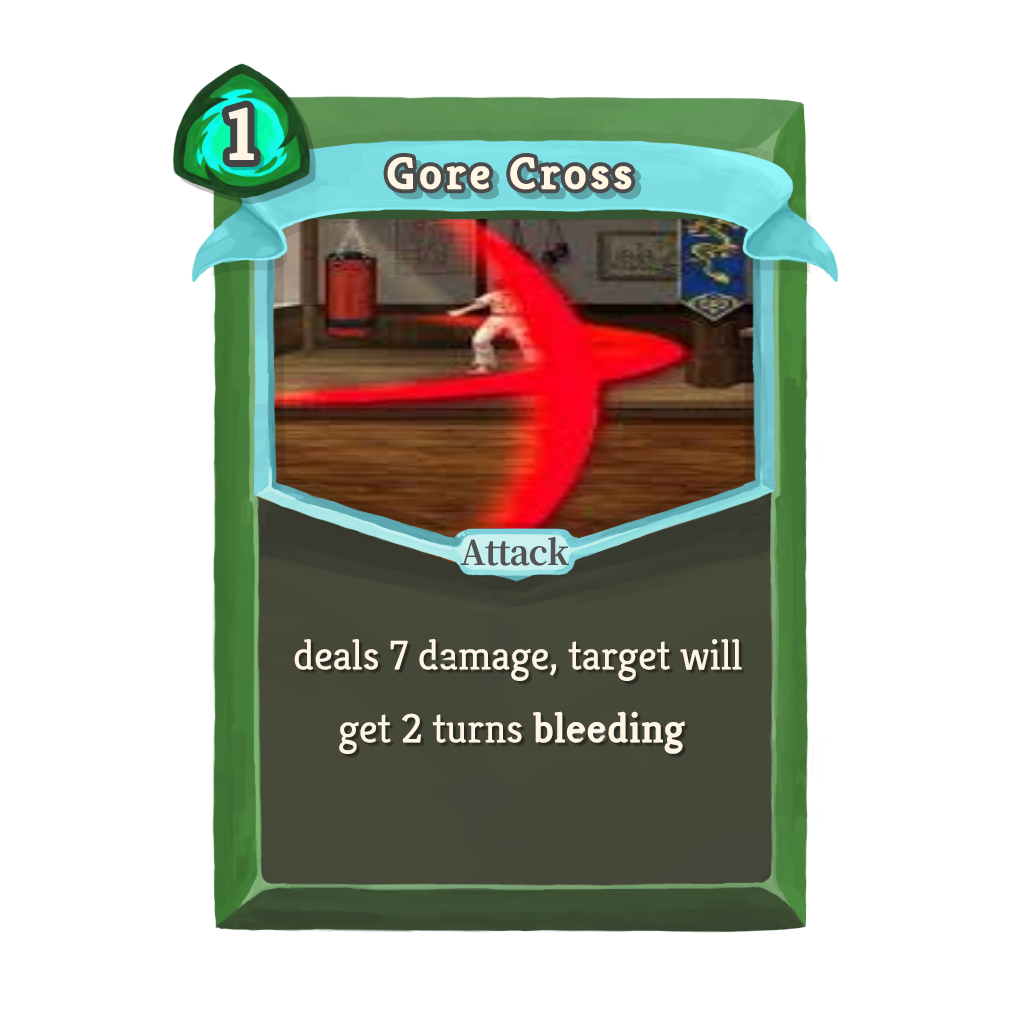 1
Gore Cross
Attack
deals 7 damage, target will
get 2 turns bleeding